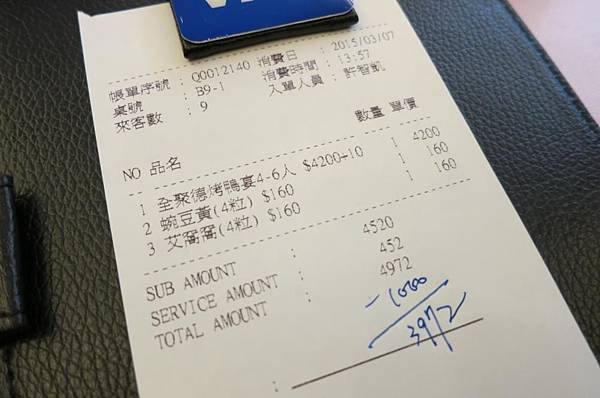 帳單序號 : Q0012140 消費日 : 2015/03/07
桌號 : B9-1 消費時間 : 13:57
來客數 : 9 入單人員 : 許智凱
NO 品名 數量 單價
1 全聚德烤鴨宴4-6人 $4200+10 1 4200
2 豌豆黃(4粒) $160 1 160
3 艾窩窩(4粒) $160 1 160
SUB AMOUNT : 4520
SERVICE AMOUNT : 452
TOTAL AMOUNT : 4972
-1000
3972
: